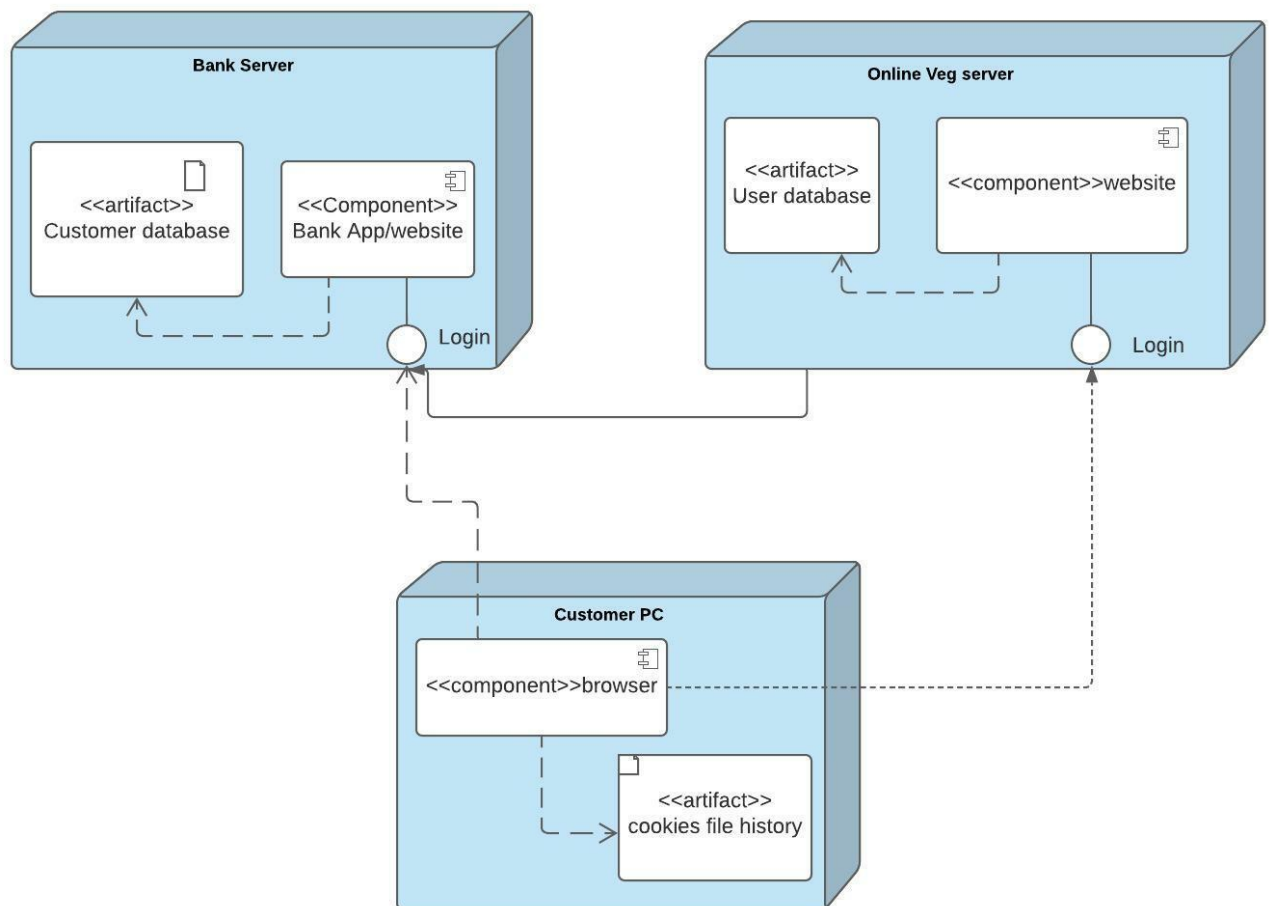 Bank Server
<<artifact>>
Customer database
<<Component>>
Bank App/website
Login
Online Veg server
<<artifact>>
User database
<<component>>website
Login
Customer PC
<<component>>browser
<<artifact>>
cookies file history